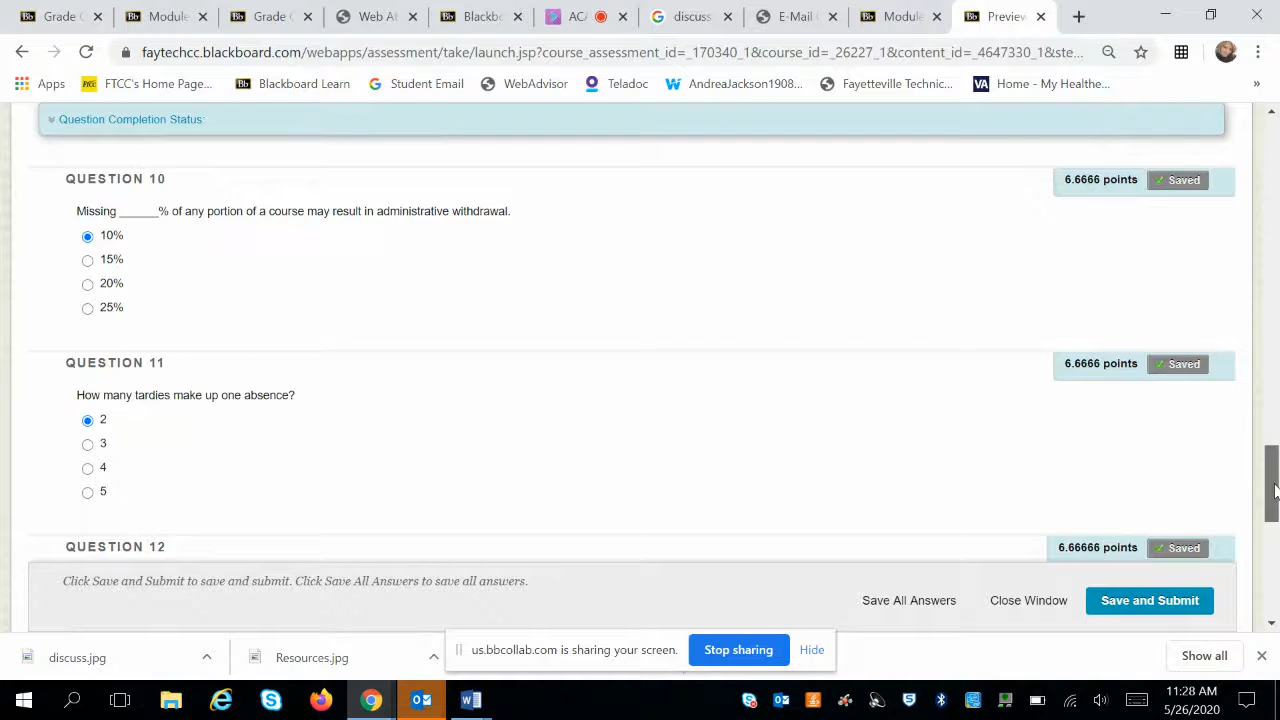 Grade C
Module
Grade
Web A
Blackbo
ACA
discuss
E-Mail C
Module
Preview
faytechcc.blackboard.com/webapps/assessment/take/launch.jsp?course_assessment_id=_170340_1&course_id=_26227_1&content_id=_4647330_1&ste...
Apps
FTCC's Home Page...
Blackboard Learn
Student Email
WebAdvisor
Teladoc
AndreaJackson1908...
Fayetteville Technic...
Home - My Healthe...
»
Question Completion Status:
QUESTION 10
6.6666 points
Saved
Missing ______% of any portion of a course may result in administrative withdrawal.
10%
15%
20%
25%
QUESTION 11
6.6666 points
Saved
How many tardies make up one absence?
2
3
4
5
QUESTION 12
6.66666 points
Saved
Click Save and Submit to save and submit. Click Save All Answers to save all answers.
Save All Answers
Close Window
Save and Submit
discuss.jpg
Resources.jpg
us.bbcollab.com is sharing your screen.
Stop sharing
Hide
Show all
11:28 AM
5/26/2020